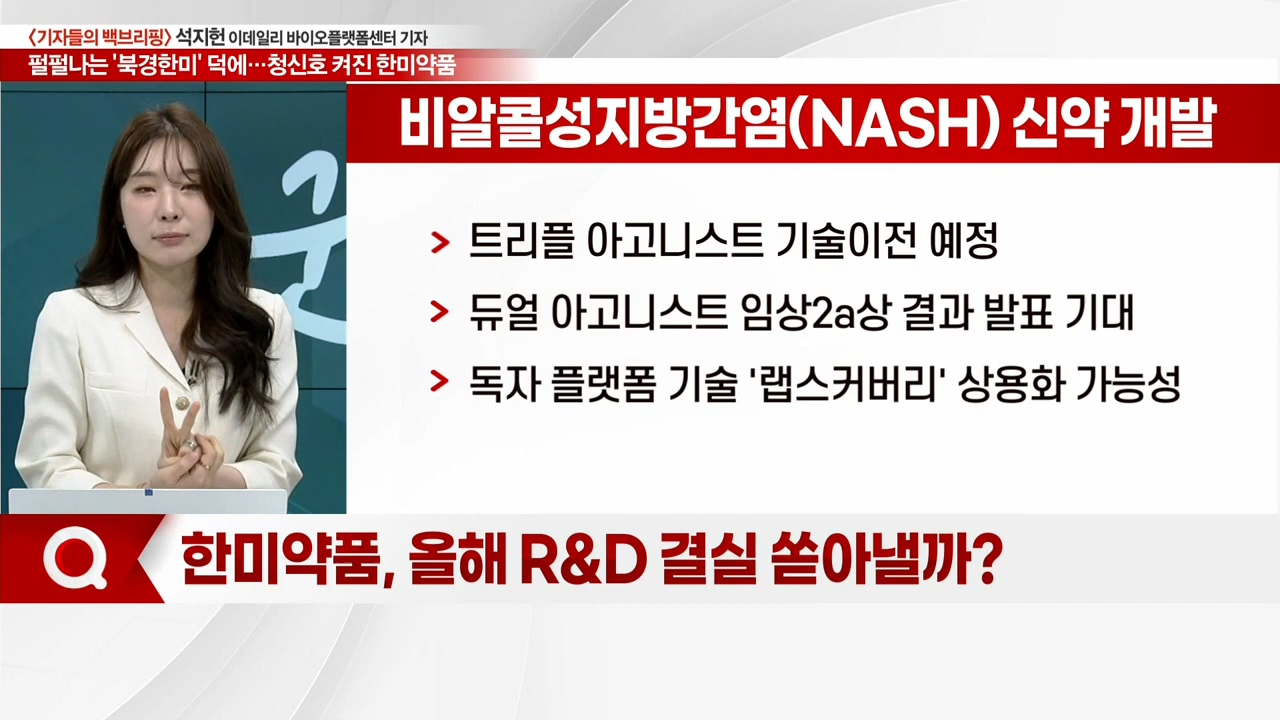 <기자들의 백브리핑> 석지헌 이데일리 바이오플랫폼센터 기자
펄펄나는 '북경한미' 덕에…청신호 켜진 한미약품
비알콜성지방간염(NASH) 신약 개발
> 트리플 아고니스트 기술이전 예정
> 듀얼 아고니스트 임상2a상 결과 발표 기대
> 독자 플랫폼 기술 '랩스커버리' 상용화 가능성
Q 한미약품, 올해 R&D 결실 쏟아낼까?